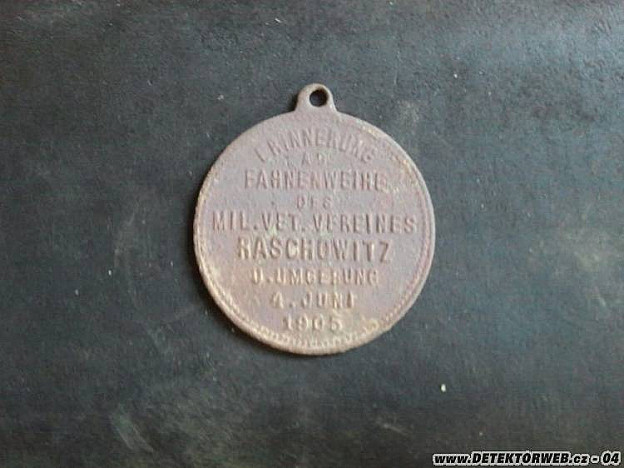 ERINNERUNG
A.D.
FAHNENWEIHE
DES
MIL.VET.VEREINES
RASCHOWITZ
U.UMGEBUNG
4.JUNI
1905
www.DETEKTORWEB.cz - 04